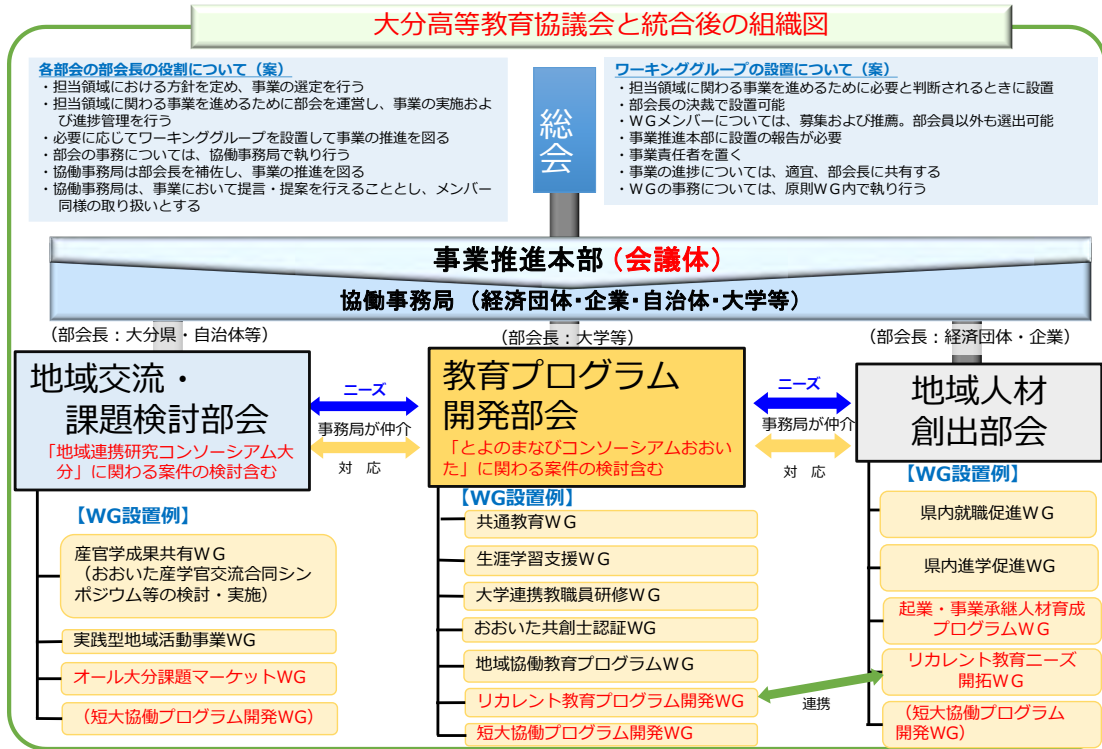 大分高等教育協議会と統合後の組織図
各部会の部会長の役割について（案）
・担当領域における方針を定め、事業の選定を行う
・担当領域に関わる事業を進めるために部会を運営し、事業の実施およ
び進捗管理を行う
・必要に応じてワーキンググループを設置して事業の推進を図る
・部会の事務については、協働事務局で執り行う
・協働事務局は部会長を補佐し、事業の推進を図る
・協働事務局は、事業において提言・提案を行えることとし、メンバー
同様の取り扱いとする
総会
ワーキンググループの設置について（案）
・担当領域に関わる事業を進めるために必要と判断されるときに設置
・部会長の決裁で設置可能
・ＷＧメンバーについては、募集および推薦。部会員以外も選出可能
・事業推進本部に設置の報告が必要
・事業責任者を置く
・事業の進捗については、適宜、部会長に共有する
・ＷＧの事務については、原則ＷＧ内で執り行う
事業推進本部（会議体）
協働事務局 （経済団体・企業・自治体・大学等）
（部会長：大分県・自治体等）
地域交流・
課題検討部会
「地域連携研究コンソーシアム大
分」に関わる案件の検討含む
【WG設置例】
産官学成果共有ＷＧ
（おおいた産学官交流合同シン
ポジウム等の検討・実施）
実践型地域活動事業WG
オール大分課題マーケットWG
（短大協働プログラム開発WG）
ニーズ
事務局が仲介
対　応
（部会長：大学等）
教育プログラム
開発部会
「とよのまなびコンソーシアムおおい
た」に関わる案件の検討含む
【WG設置例】
共通教育WG
生涯学習支援WG
大学連携教職員研修ＷＧ
おおいた共創士認証WG
地域協働教育プログラムＷＧ
リカレント教育プログラム開発WG
短大協働プログラム開発WG
ニーズ
事務局が仲介
対　応
連携
（部会長：経済団体・企業）
地域人材
創出部会
【WG設置例】
県内就職促進ＷＧ
県内進学促進WG
起業・事業承継人材育成
プログラムＷＧ
リカレント教育ニーズ
開拓ＷＧ
（短大協働プログラム
開発WG）